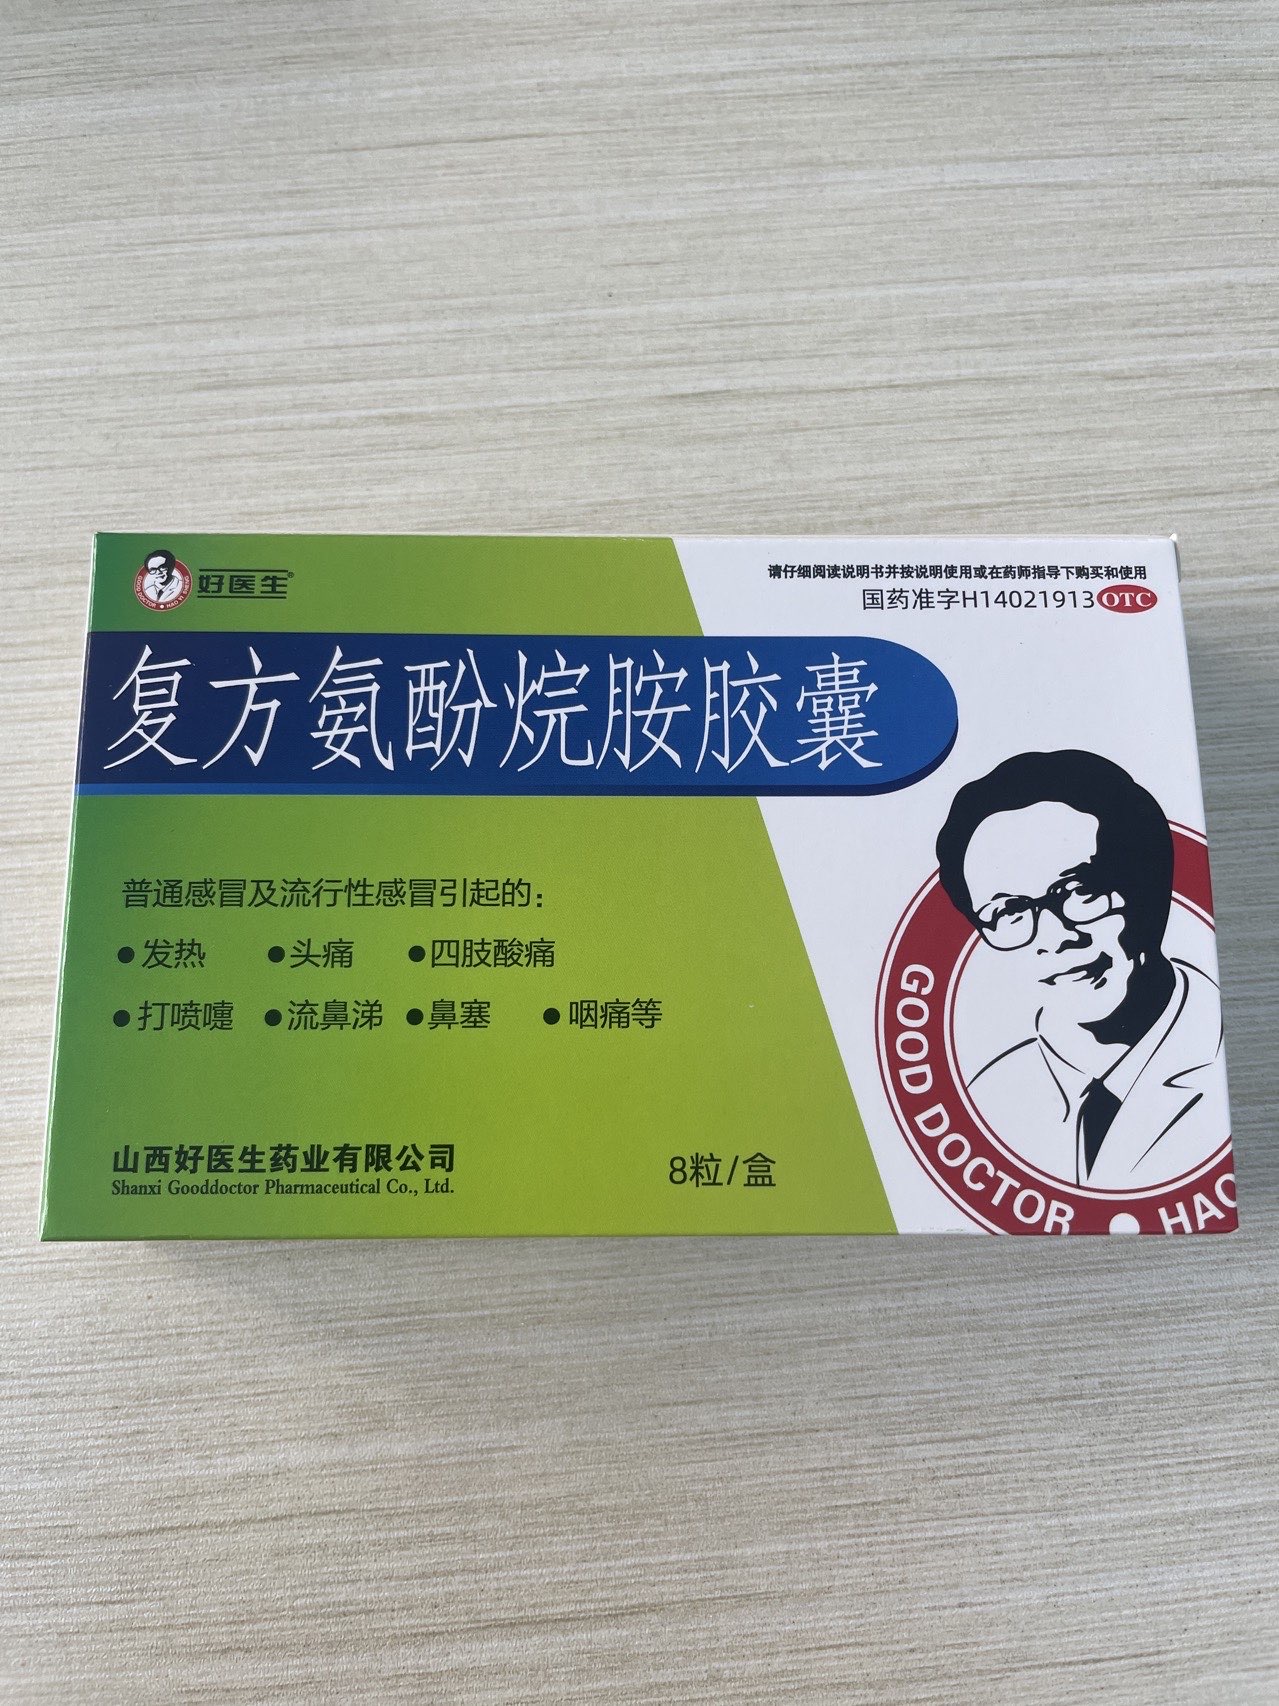 好医生®
请仔细阅读说明书并按说明使用或在药师指导下购买和使用
国药准字H14021913 OTC
复方氨酚烷胺胶囊
普通感冒及流行性感冒引起的:
●发热 ●头痛 ●四肢酸痛
●打喷嚏 ●流鼻涕 ●鼻塞 ●咽痛等
山西好医生药业有限公司
Shanxi Gooddoctor Pharmaceutical Co., Ltd.
8粒/盒
GOOD DOCTOR ● HAO